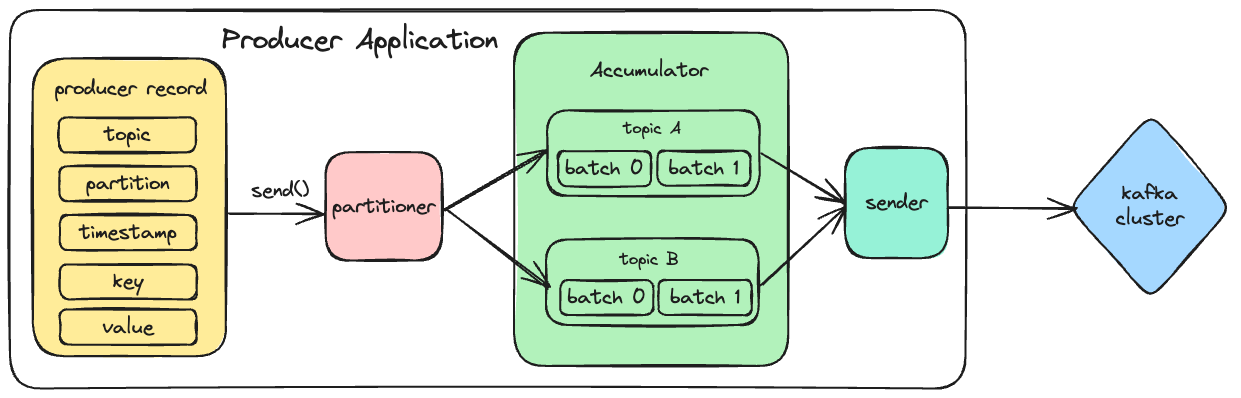 Producer Application
producer record
topic
partition
timestamp
key
value
send()
partitioner
Accumulator
topic A
batch 0
batch 1
topic B
batch 0
batch 1
sender
kafka
cluster